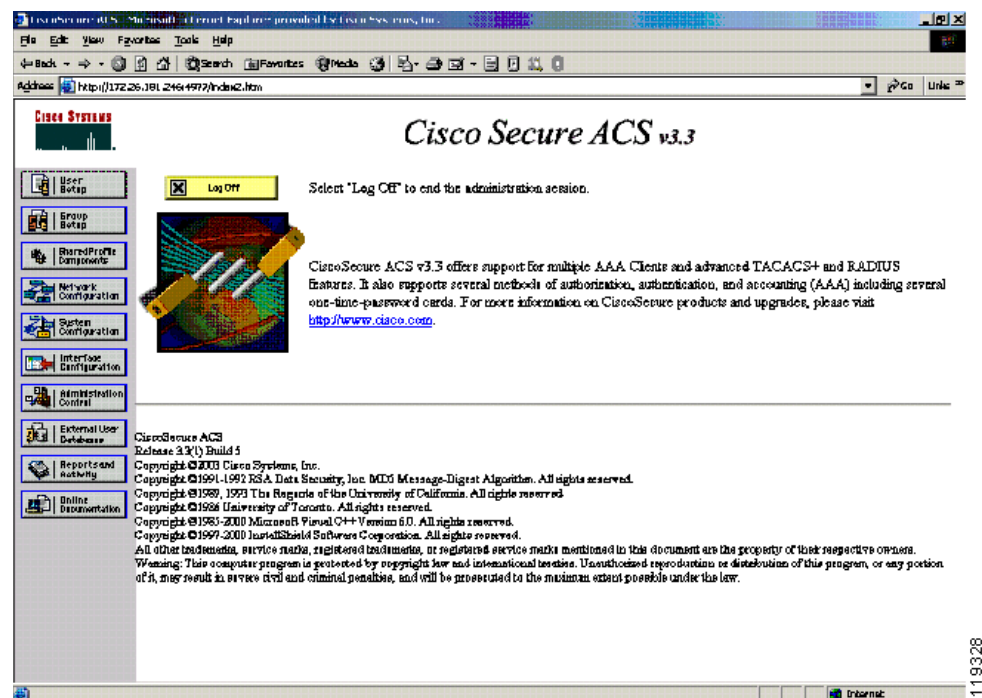 CiscoSecure ACS - Microsoft Internet Explorer provided by Cisco Systems, Inc.
File Edit View Favorites Tools Help
Back Search Favorites Media
Address http://172.26.181.246:4972/index2.htm Go Links »
CISCO SYSTEMS
Cisco Secure ACS v3.3
User Setup
Group Setup
SharedProfile Components
Network Configuration
System Configuration
Interface Configuration
Administration Control
External User Databases
Reports and Activity
Online Documentation
Log Off
Select "Log Off" to end the administration session.
CiscoSecure ACS v3.3 offers support for multiple AAA Clients and advanced TACACS+ and RADIUS
features. It also supports several methods of authorization, authentication, and accounting (AAA) including several
one-time-password cards. For more information on CiscoSecure products and upgrades, please visit
http://www.cisco.com.
CiscoSecure ACS
Release 3.3(1) Build 5
Copyright ©2003 Cisco Systems, Inc.
Copyright ©1991-1992 RSA Data Security, Inc. MD5 Message-Digest Algorithm. All rights reserved.
Copyright ©1989, 1993 The Regents of the University of California. All rights reserved.
Copyright ©1986 University of Toronto. All rights reserved.
Copyright ©1985-2000 Microsoft Visual C++ Version 6.0. All rights reserved.
Copyright ©1997-2000 InstallShield Software Corporation. All rights reserved.
All other trademarks, service marks, registered trademarks, or registered service marks mentioned in this document are the property of their respective owners.
Warning: This computer program is protected by copyright law and international treaties. Unauthorized reproduction or distribution of this program, or any portion
of it, may result in severe civil and criminal penalties, and will be prosecuted to the maximum extent possible under the law.
Internet
119328